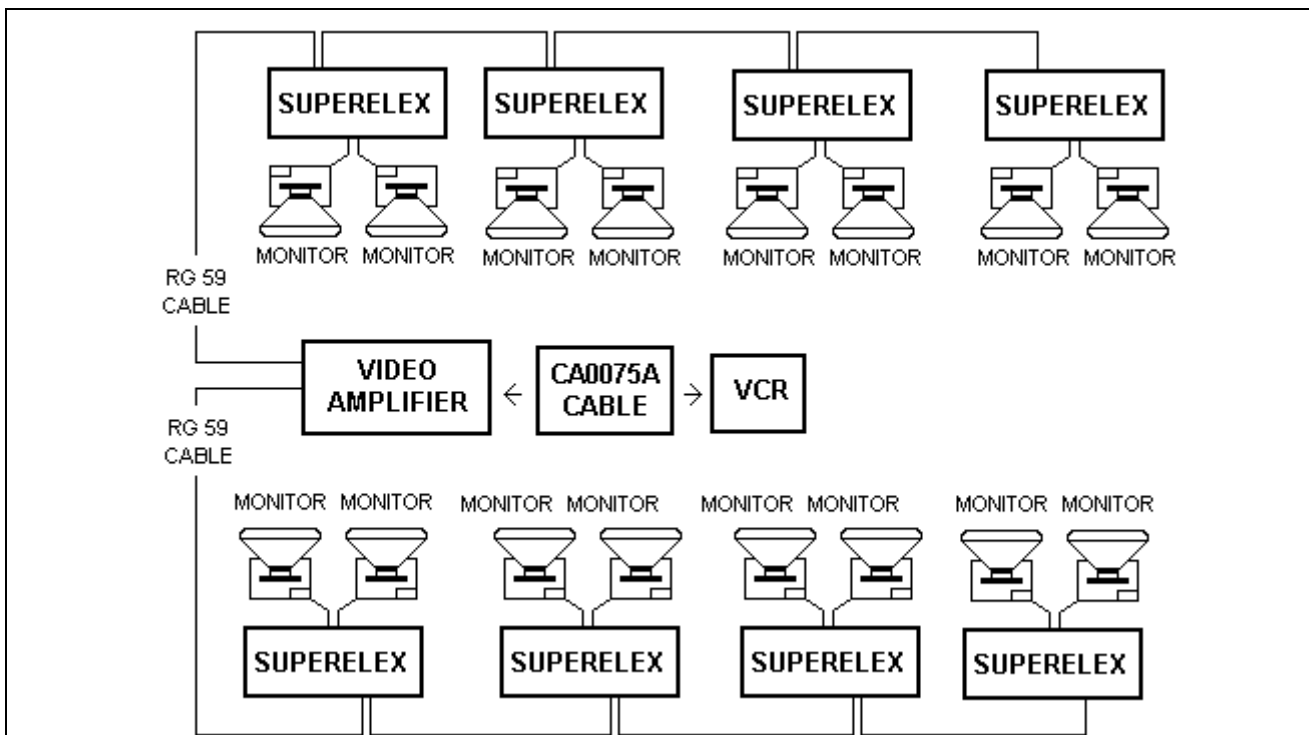 SUPERELEX SUPERELEX SUPERELEX SUPERELEX
MONITOR MONITOR MONITOR MONITOR MONITOR MONITOR MONITOR MONITOR
RG 59
CABLE
VIDEO
AMPLIFIER
CA0075A
CABLE
VCR
RG 59
CABLE
MONITOR MONITOR MONITOR MONITOR MONITOR MONITOR MONITOR MONITOR
SUPERELEX SUPERELEX SUPERELEX SUPERELEX